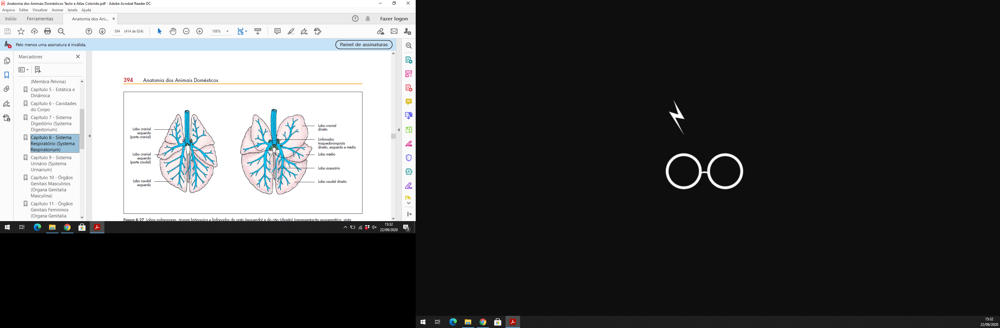 Anatomia dos Animais Domésticos Texto e Atlas Colorido.pdf - Adobe Acrobat Reader DC
Arquivo Editar Visualizar Assinar Janela Ajuda
Início Ferramentas Anatomia dos Ani... Fazer logon
394 (414 de 824) 108%
Pelo menos uma assinatura é inválida. Painel de assinaturas
Marcadores
(Membra Pelvina)
Capítulo 5 - Estática e
Dinâmica
Capítulo 6 - Cavidades
do Corpo
Capítulo 7 - Sistema
Digestório (Systema
Digestorium)
Capítulo 8 - Sistema
Respiratório (Systema
Respiratorium)
Capítulo 9 - Sistema
Urinário (Systema
Urinarium)
Capítulo 10 - Órgãos
Genitais Masculinos
(Organa Genitalia
Masculina)
Capítulo 11 - Órgãos
Genitais Femininos
(Organa Genitalia
394 Anatomia dos Animais Domésticos
Lobo cranial
esquerdo
(parte cranial)
Lobo cranial
esquerdo
(parte caudal)
Lobo caudal
esquerdo
Lobo cranial
direito
Linfonodos
traqueobronquiais
direito, esquerdo e médio
Lobo médio
Lobo acessório
Lobo caudal direito
Figura 8-27 Lobos pulmonares, árvore brônquica e linfonodos do gato (esquerda) e do cão (direita) (representação esquemática, vista
15:32
22/09/2020
3
1
15:32
22/09/2020